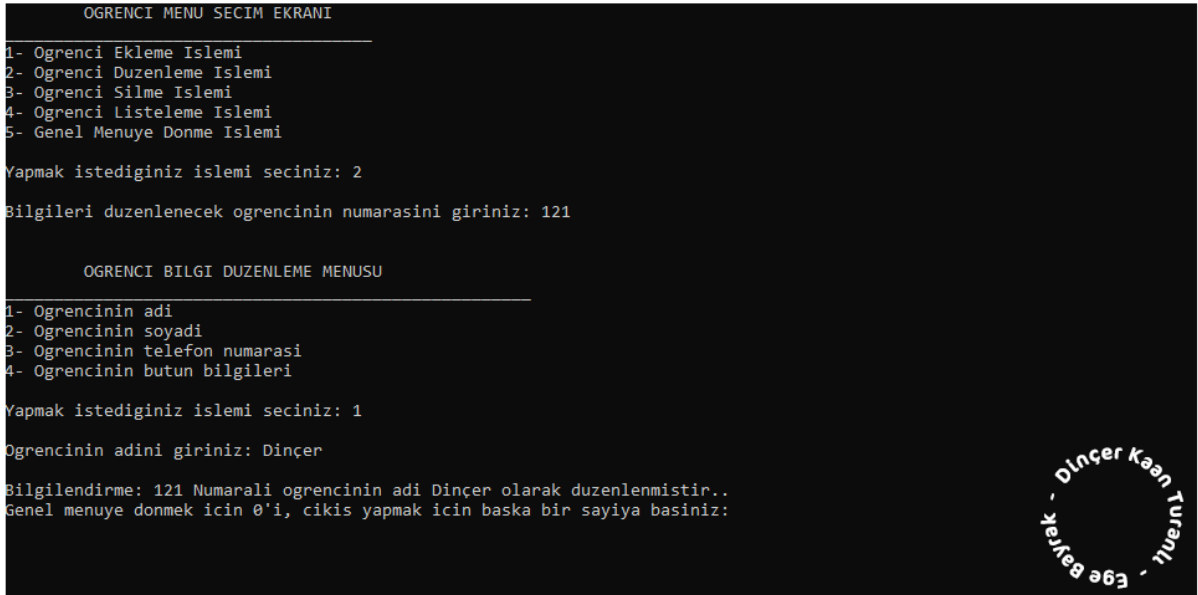 OGRENCI MENU SECIM EKRANI
_____________________________________
1- Ogrenci Ekleme Islemi
2- Ogrenci Duzenleme Islemi
3- Ogrenci Silme Islemi
4- Ogrenci Listeleme Islemi
5- Genel Menuye Donme Islemi
Yapmak istediginiz islemi seciniz: 2
Bilgileri duzenlenecek ogrencinin numarasini giriniz: 121
OGRENCI BILGI DUZENLEME MENUSU
_____________________________________________________
1- Ogrencinin adi
2- Ogrencinin soyadi
3- Ogrencinin telefon numarasi
4- Ogrencinin butun bilgileri
Yapmak istediginiz islemi seciniz: 1
Ogrencinin adini giriniz: Dinçer
Bilgilendirme: 121 Numarali ogrencinin adi Dinçer olarak duzenlenmistir..
Genel menuye donmek icin 0'i, cikis yapmak icin baska bir sayiya basiniz:
Dinçer Kaan Turanlı - Ege Bayrak -